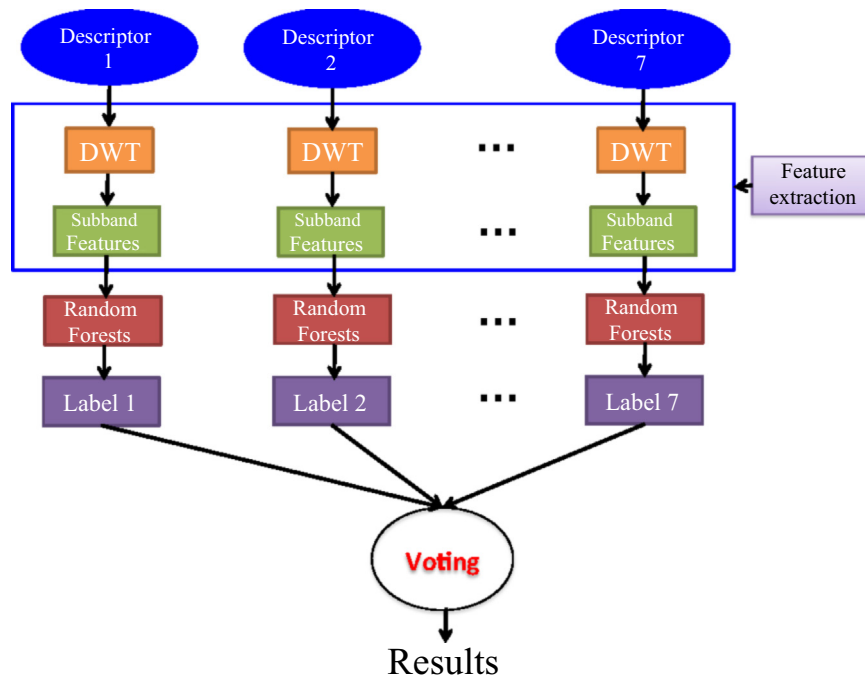 Descriptor
1
Descriptor
2
Descriptor
7
DWT
DWT
...
DWT
Feature
extraction
Subband
Features
Subband
Features
...
Subband
Features
Random
Forests
Random
Forests
...
Random
Forests
Label 1
Label 2
...
Label 7
Voting
Results